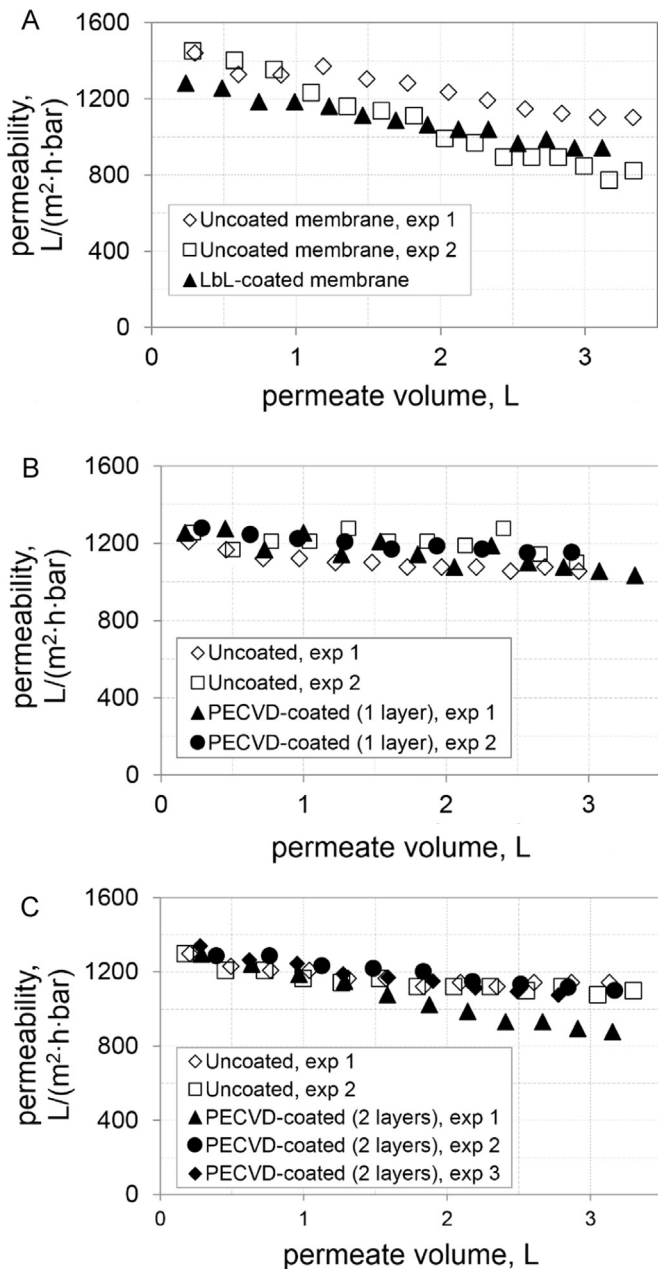 A
1600
1200
800
400
0
permeability,
L/(m²·h·bar)
Uncoated membrane, exp 1
Uncoated membrane, exp 2
LbL-coated membrane
0 1 2 3
permeate volume, L
B
1600
1200
800
400
0
permeability,
L/(m²·h·bar)
Uncoated, exp 1
Uncoated, exp 2
PECVD-coated (1 layer), exp 1
PECVD-coated (1 layer), exp 2
0 1 2 3
permeate volume, L
C
1600
1200
800
400
0
permeability,
L/(m²·h·bar)
Uncoated, exp 1
Uncoated, exp 2
PECVD-coated (2 layers), exp 1
PECVD-coated (2 layers), exp 2
PECVD-coated (2 layers), exp 3
0 1 2 3
permeate volume, L